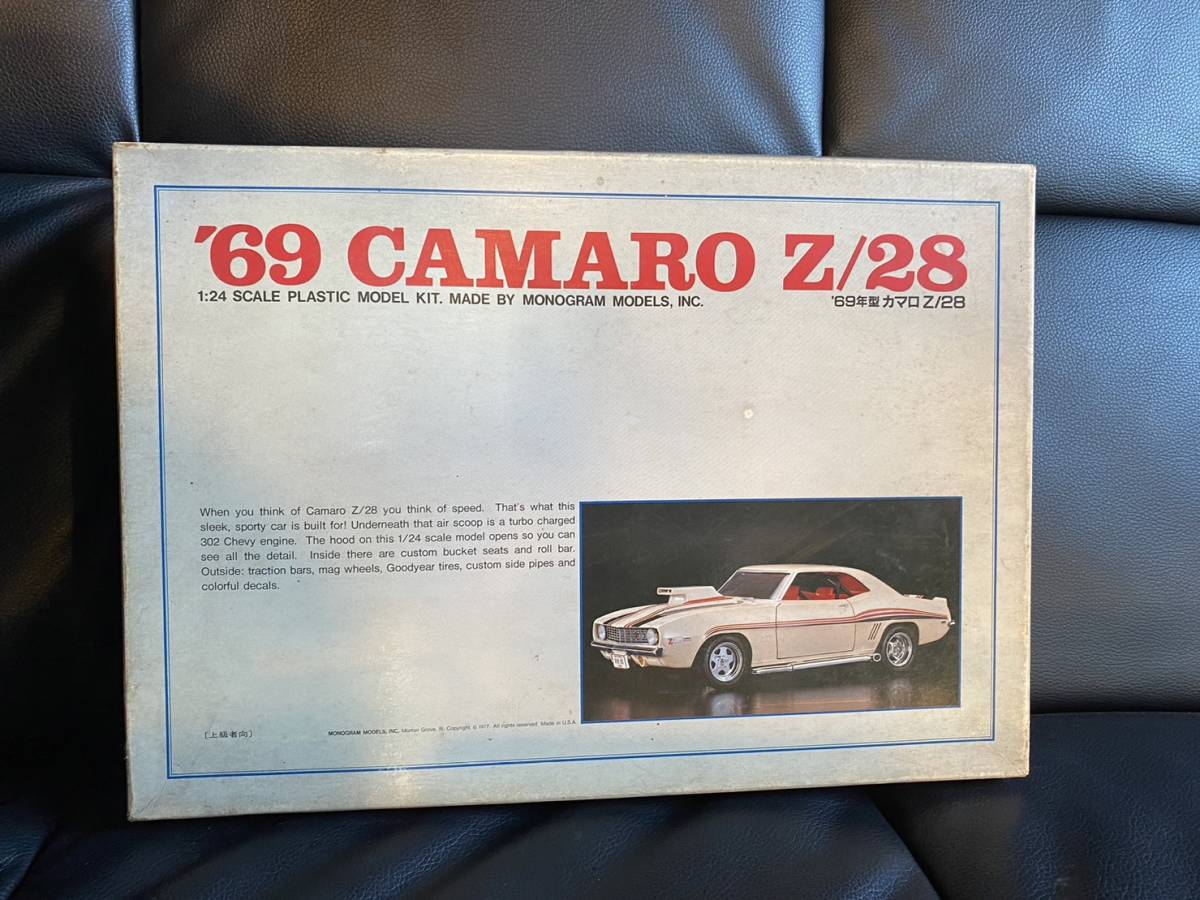 '69 CAMARO Z/28
1:24 SCALE PLASTIC MODEL KIT. MADE BY MONOGRAM MODELS, INC.
'69年型 カマロ Z/28
When you think of Camaro Z/28 you think of speed. That's what this
sleek, sporty car is built for! Underneath that air scoop is a turbo charged
302 Chevy engine. The hood on this 1/24 scale model opens so you can
see all the detail. Inside there are custom bucket seats and roll bar.
Outside: traction bars, mag wheels, Goodyear tires, custom side pipes and
colorful decals.
〔上級者向〕
MONOGRAM MODELS, INC. Morton Grove, Ill. Copyright © 1977. All rights reserved. Made in U.S.A.